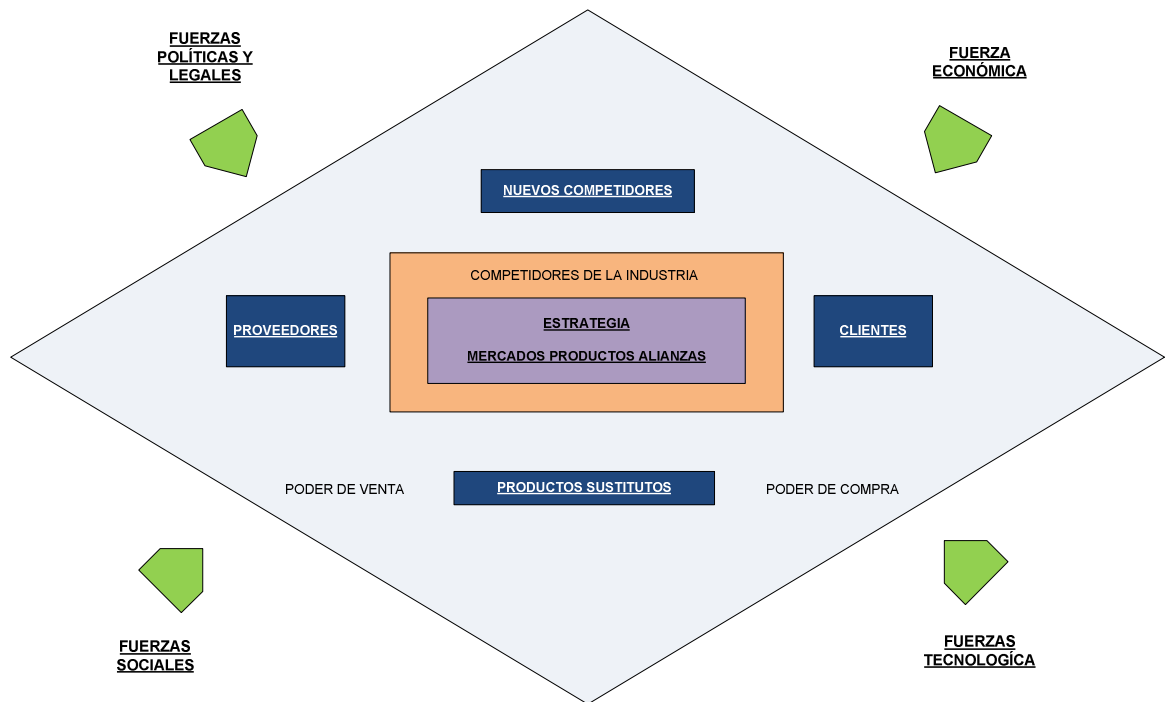 FUERZAS
POLÍTICAS Y
LEGALES
FUERZA
ECONÓMICA
NUEVOS COMPETIDORES
COMPETIDORES DE LA INDUSTRIA
PROVEEDORES
ESTRATEGIA
MERCADOS PRODUCTOS ALIANZAS
CLIENTES
PODER DE VENTA
PRODUCTOS SUSTITUTOS
PODER DE COMPRA
FUERZAS
SOCIALES
FUERZAS
TECNOLOGÍCA